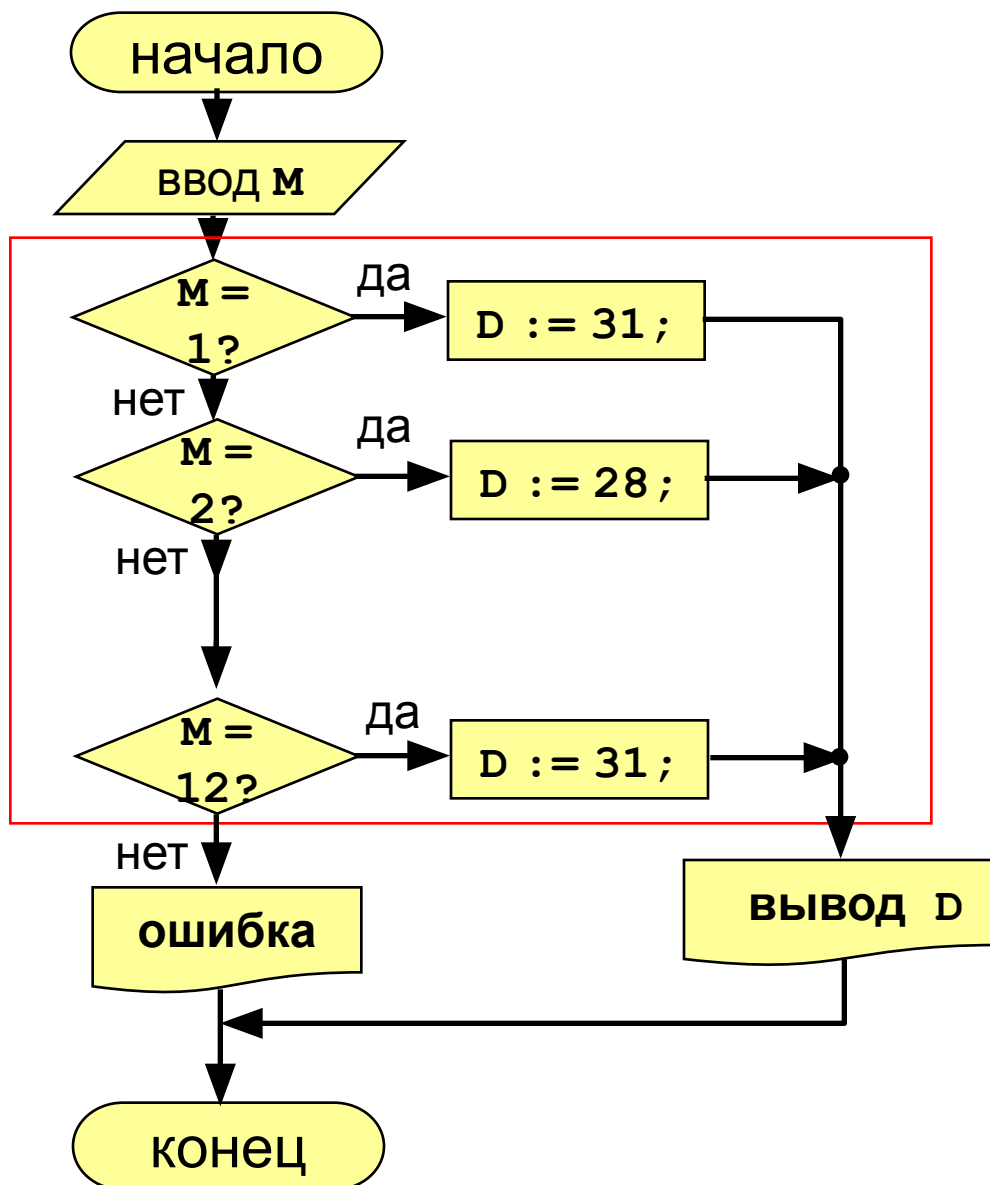 начало
ввод M
M =
1?
да
D := 31;
нет
M =
2?
да
D := 28;
нет
M =
12?
да
D := 31;
нет
ошибка
вывод D
конец